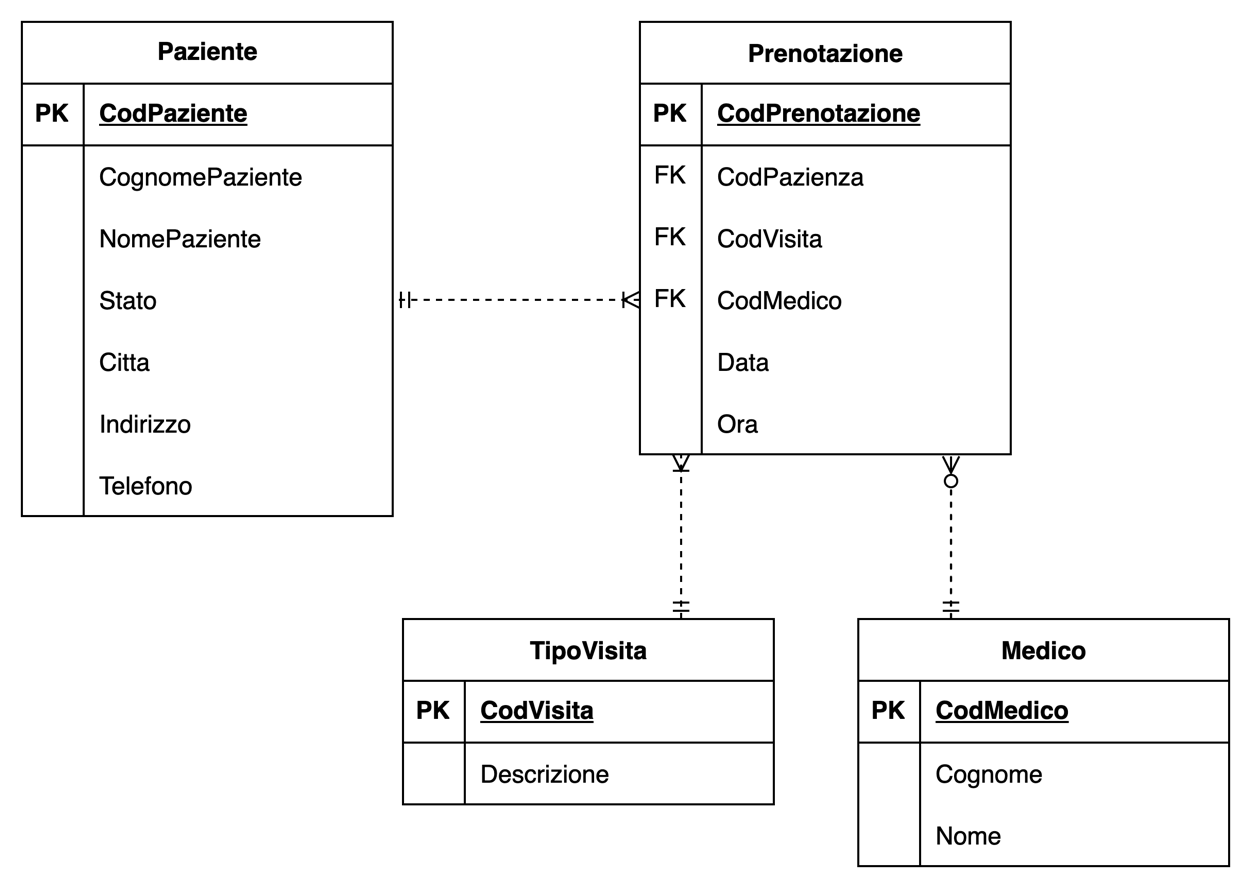 Paziente
PK CodPaziente
CognomePaziente
NomePaziente
Stato
Citta
Indirizzo
Telefono
Prenotazione
PK CodPrenotazione
FK CodPazienza
FK CodVisita
FK CodMedico
Data
Ora
TipoVisita
PK CodVisita
Descrizione
Medico
PK CodMedico
Cognome
Nome